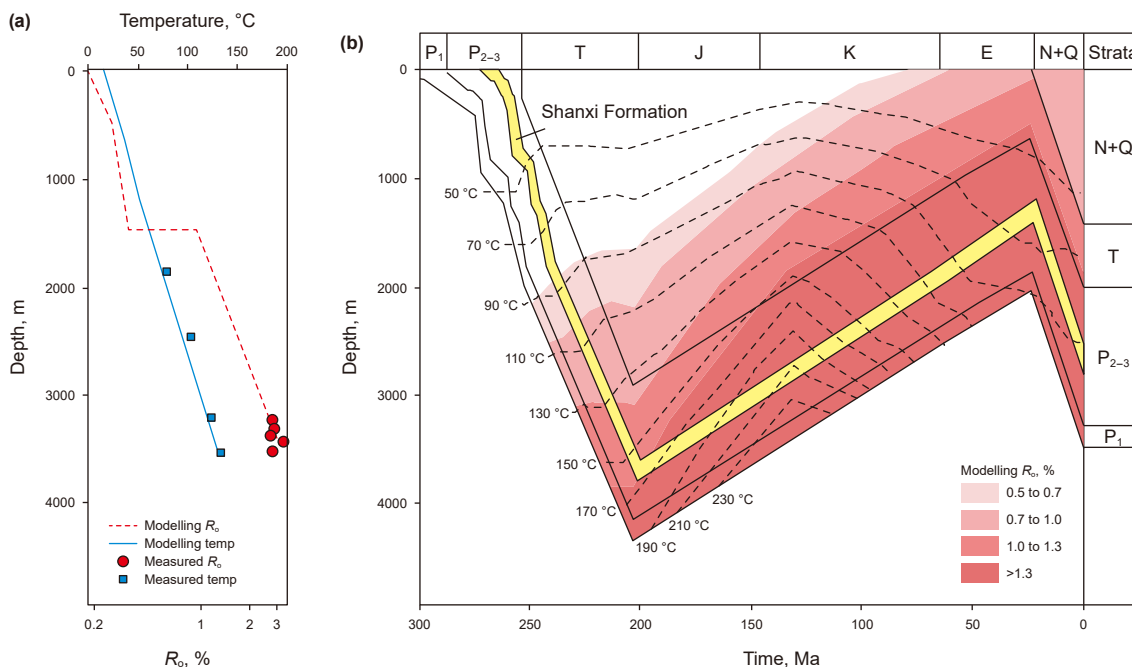 (a)
Temperature, °C
0 50 100 150 200
Depth, m
0
1000
2000
3000
4000
Modelling Rₒ
Modelling temp
Measured Rₒ
Measured temp
0.2 1 2 3
Rₒ, %
(b)
P₁ P₂₋₃ T J K E N+Q Strata
Depth, m
0
1000
2000
3000
4000
Shanxi Formation
50 °C
70 °C
90 °C
110 °C
130 °C
150 °C
170 °C
190 °C
210 °C
230 °C
N+Q
T
P₂₋₃
P₁
Modelling Rₒ, %
0.5 to 0.7
0.7 to 1.0
1.0 to 1.3
>1.3
300 250 200 150 100 50 0
Time, Ma